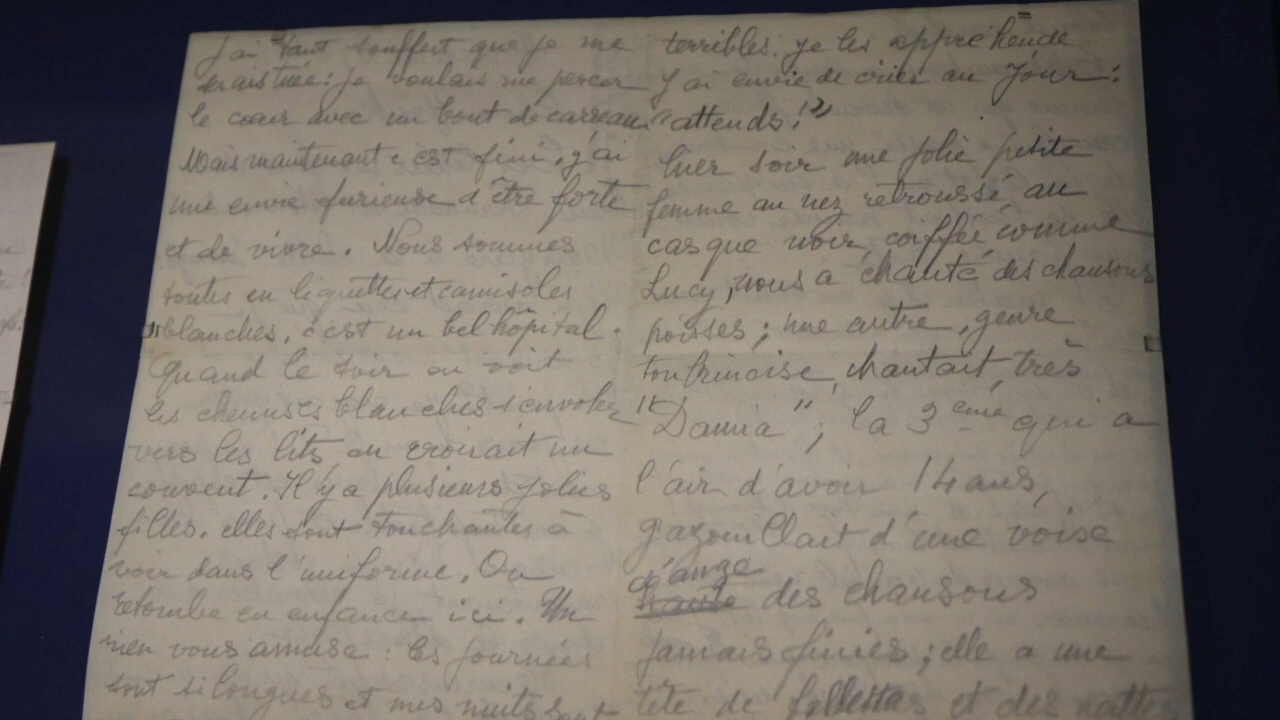 J'ai tant souffert que je me
serais tuée : je voulais me percer
le cœur avec un bout de carreau.
Mais maintenant c'est fini, j'ai
une envie furieuse d'être forte
et de vivre. Nous sommes
toutes en liquettes et camisoles
blanches, c'est un bel hôpital.
Quand le soir on voit
les chemises blanches s'envoler
vers les lits on croirait un
couvent. Il y a plusieurs jolies
filles, elles sont touchantes à
voir dans l'uniforme. On
retombe en enfance ici. Un
rien vous amuse : les journées
sont si longues et mes nuits sont
terribles. Je les appréhende
J'ai envie de crier au jour :
"attends !"
hier soir une jolie petite
femme au nez retroussé au
casque noir coiffée comme
Lucy, nous a chanté des chansons
; une autre, genre
chantait, très
"Damia" ; la 3ème qui a
l'air d'avoir 14 ans,
gazouillait d'une voise
d'ange
des chansons
jamais finies ; elle a une
tête de et des nattes